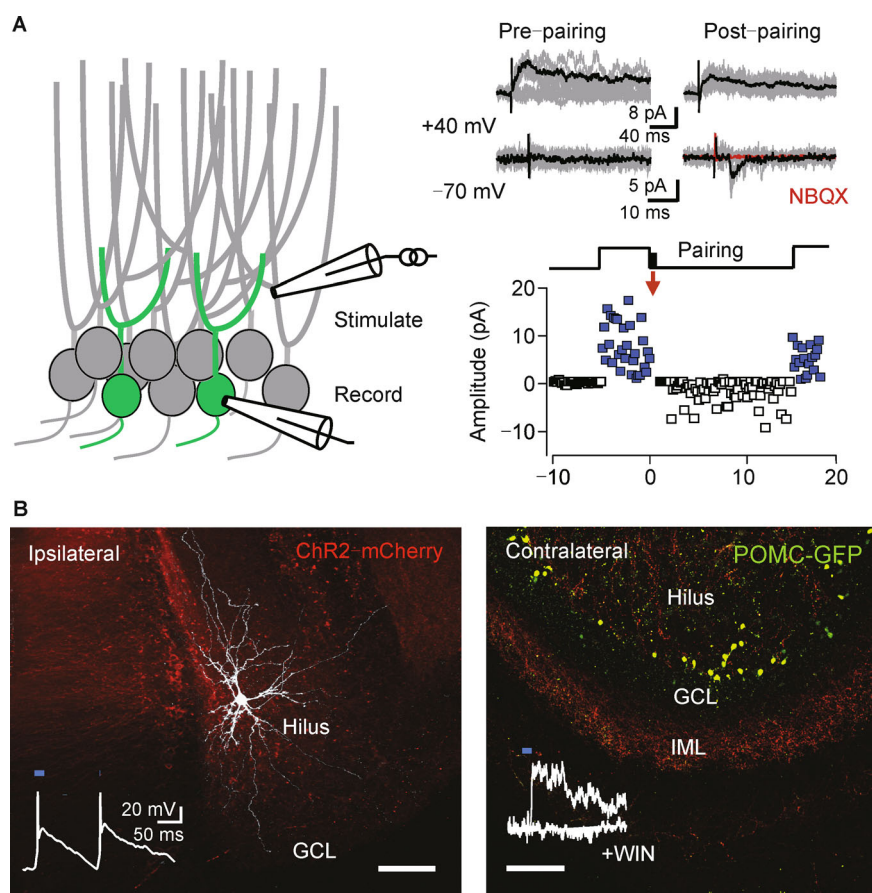 A
Pre-pairing
Post-pairing
+40 mV
8 pA
40 ms
−70 mV
5 pA
10 ms
NBQX
Stimulate
Record
Pairing
Amplitude (pA)
20
10
0
−10
−10
0
10
20
B
Ipsilateral
ChR2-mCherry
Hilus
20 mV
50 ms
GCL
Contralateral
POMC-GFP
Hilus
GCL
IML
+WIN